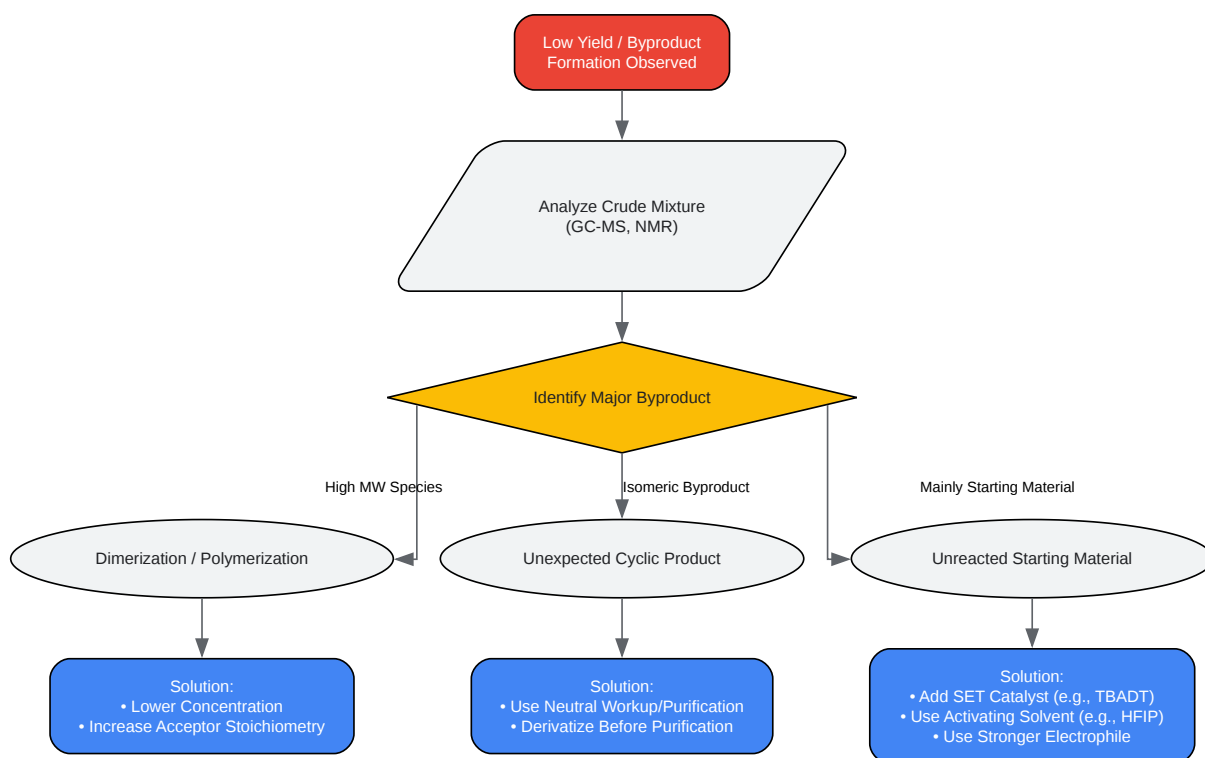 Low Yield / Byproduct
Formation Observed
Analyze Crude Mixture
(GC-MS, NMR)
Identify Major Byproduct
High MW Species
Isomeric Byproduct
Mainly Starting Material
Dimerization / Polymerization
Unexpected Cyclic Product
Unreacted Starting Material
Solution:
• Lower Concentration
• Increase Acceptor Stoichiometry
Solution:
• Use Neutral Workup/Purification
• Derivatize Before Purification
Solution:
• Add SET Catalyst (e.g., TBADT)
• Use Activating Solvent (e.g., HFIP)
• Use Stronger Electrophile